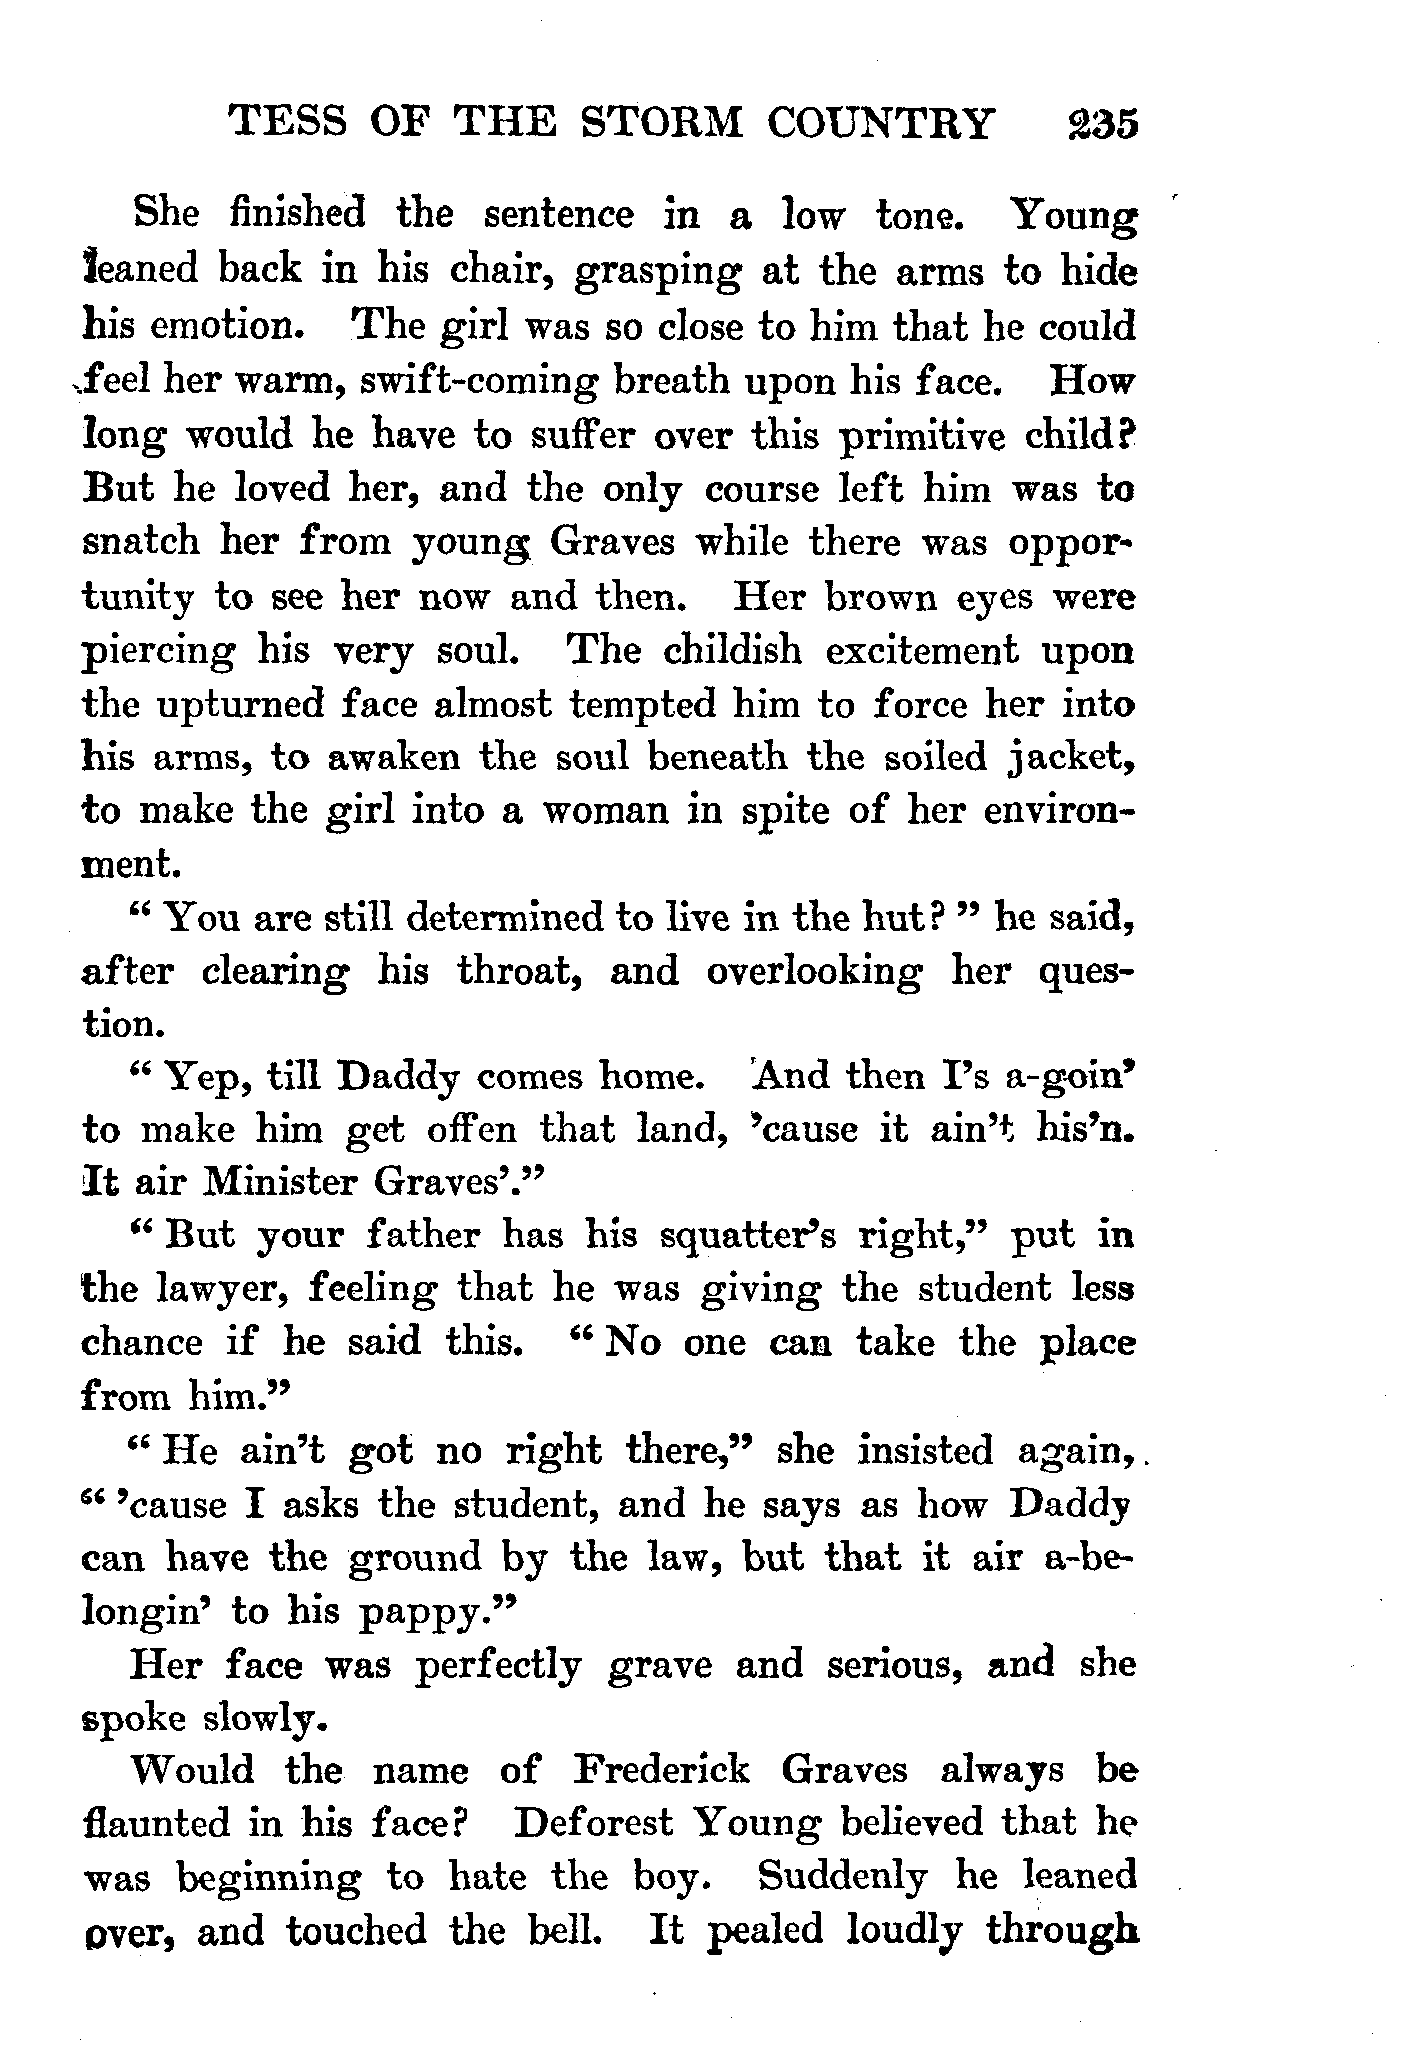 TESS OF THE STORM COUNTRY 235
She finished the sentence in a low tone. Young
leaned back in his chair, grasping at the arms to hide
his emotion. The girl was so close to him that he could
feel her warm, swift-coming breath upon his face. How
long would he have to suffer over this primitive child?
But he loved her, and the only course left him was to
snatch her from young Graves while there was oppor-
tunity to see her now and then. Her brown eyes were
piercing his very soul. The childish excitement upon
the upturned face almost tempted him to force her into
his arms, to awaken the soul beneath the soiled jacket,
to make the girl into a woman in spite of her environ-
ment.
“ You are still determined to live in the hut? ” he said,
after clearing his throat, and overlooking her ques-
tion.
“ Yep, till Daddy comes home. And then I’s a-goin’
to make him get offen that land, ’cause it ain’t his’n.
It air Minister Graves’.”
“ But your father has his squatter’s right,” put in
the lawyer, feeling that he was giving the student less
chance if he said this. “ No one can take the place
from him.”
“ He ain’t got no right there,” she insisted again,
“ ’cause I asks the student, and he says as how Daddy
can have the ground by the law, but that it air a-be-
longin’ to his pappy.”
Her face was perfectly grave and serious, and she
spoke slowly.
Would the name of Frederick Graves always be
flaunted in his face? Deforest Young believed that he
was beginning to hate the boy. Suddenly he leaned
over, and touched the bell. It pealed loudly through